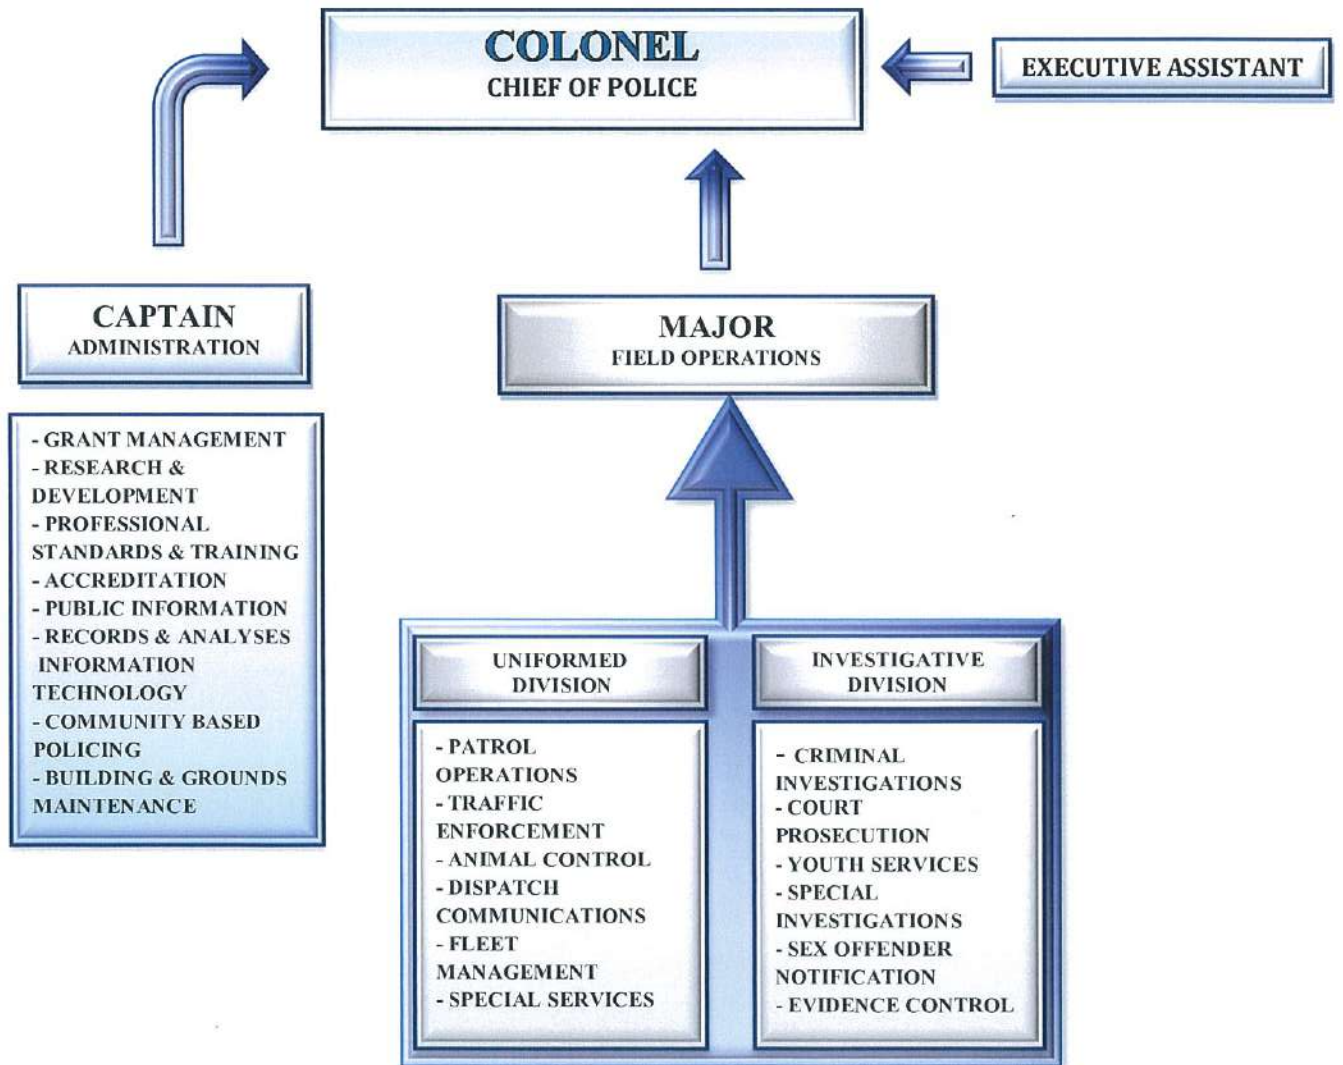 COLONEL
CHIEF OF POLICE
EXECUTIVE ASSISTANT
CAPTAIN
ADMINISTRATION
MAJOR
FIELD OPERATIONS
- GRANT MANAGEMENT
- RESEARCH &
DEVELOPMENT
- PROFESSIONAL
STANDARDS & TRAINING
- ACCREDITATION
- PUBLIC INFORMATION
- RECORDS & ANALYSES
INFORMATION
TECHNOLOGY
- COMMUNITY BASED
POLICING
- BUILDING & GROUNDS
MAINTENANCE
UNIFORMED
DIVISION
- PATROL
OPERATIONS
- TRAFFIC
ENFORCEMENT
- ANIMAL CONTROL
- DISPATCH
COMMUNICATIONS
- FLEET
MANAGEMENT
- SPECIAL SERVICES
INVESTIGATIVE
DIVISION
- CRIMINAL
INVESTIGATIONS
- COURT
PROSECUTION
- YOUTH SERVICES
- SPECIAL
INVESTIGATIONS
- SEX OFFENDER
NOTIFICATION
- EVIDENCE CONTROL